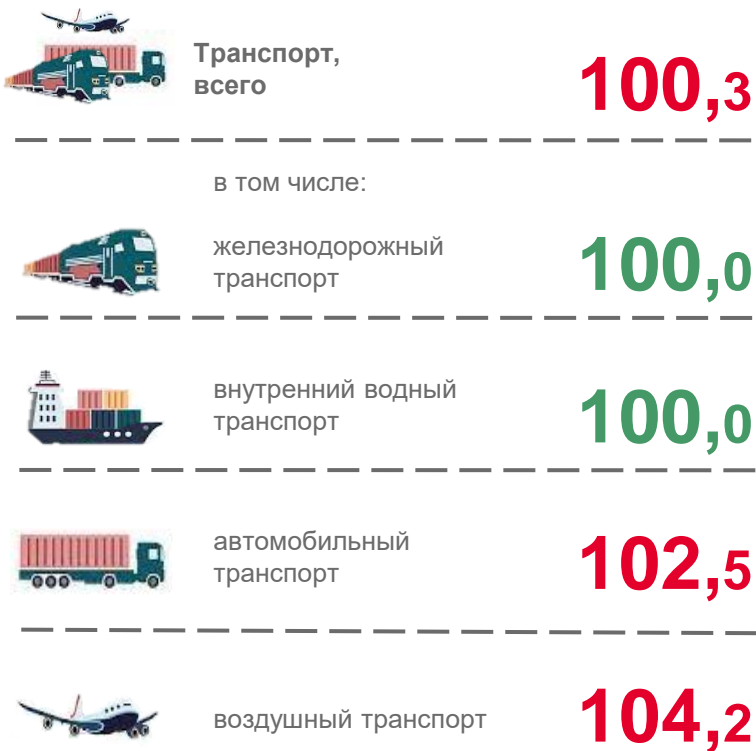 Транспорт,
всего
100,3
в том числе:
железнодорожный
транспорт
100,0
внутренний водный
транспорт
100,0
автомобильный
транспорт
102,5
воздушный транспорт
104,2